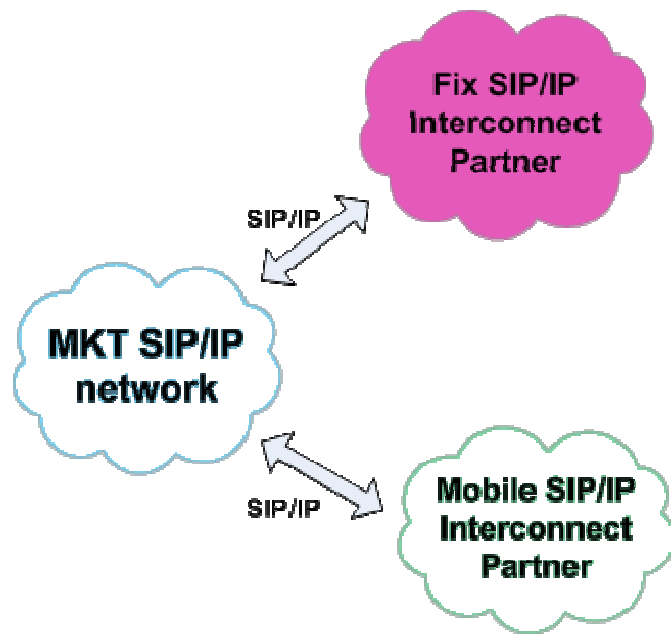 Fix SIP/IP
Interconnect
Partner
SIP/IP
MKT SIP/IP
network
SIP/IP
Mobile SIP/IP
Interconnect
Partner